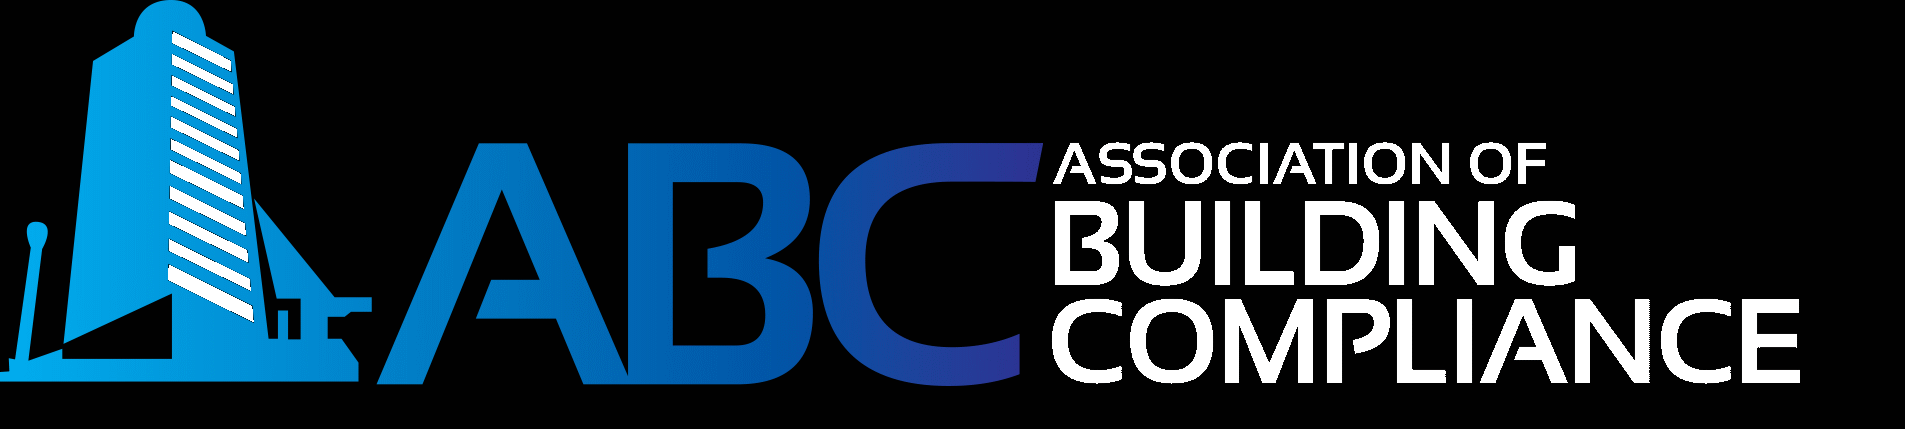 ABC
ASSOCIATION OF
BUILDING
COMPLIANCE